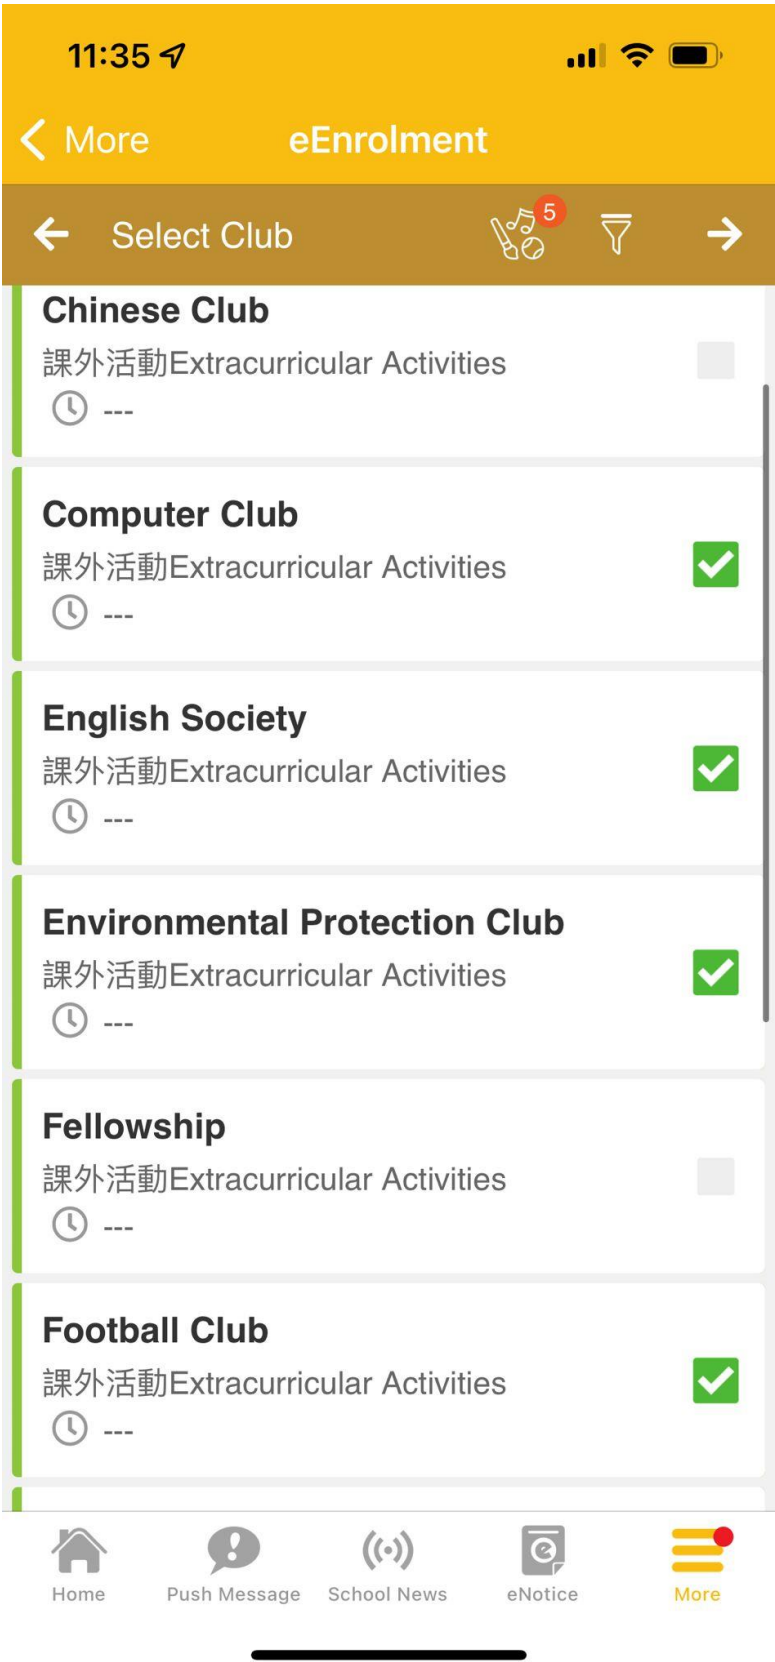 11:35
More
eEnrolment
Select Club
5
Chinese Club
課外活動Extracurricular Activities
---
Computer Club
課外活動Extracurricular Activities
---
English Society
課外活動Extracurricular Activities
---
Environmental Protection Club
課外活動Extracurricular Activities
---
Fellowship
課外活動Extracurricular Activities
---
Football Club
課外活動Extracurricular Activities
---
Home
Push Message
School News
eNotice
More